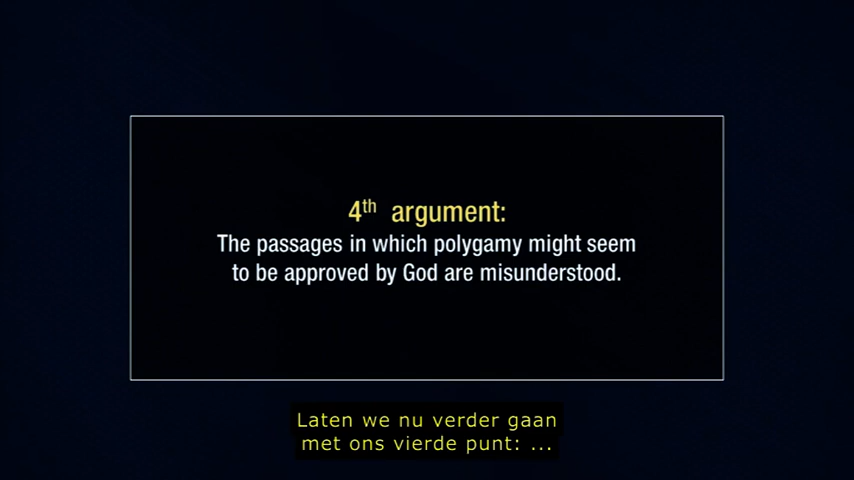 4th argument:
The passages in which polygamy might seem
to be approved by God are misunderstood.
Laten we nu verder gaan
met ons vierde punt: ...